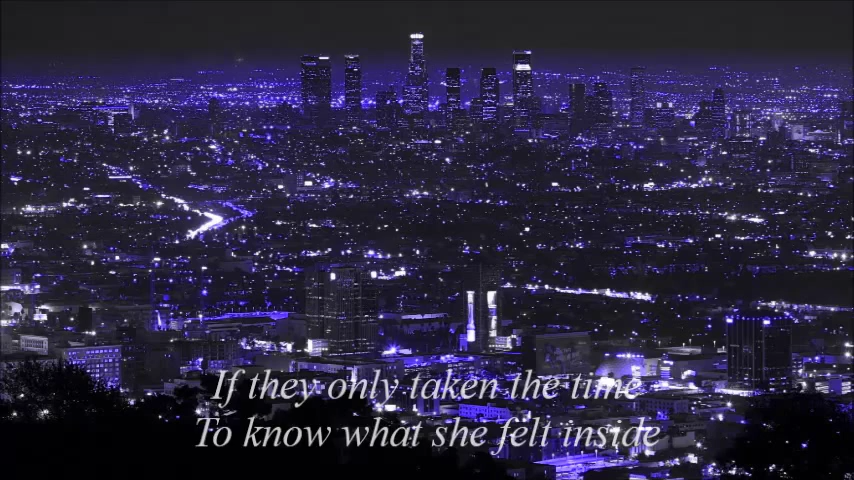 If they only taken the time
To know what she felt inside